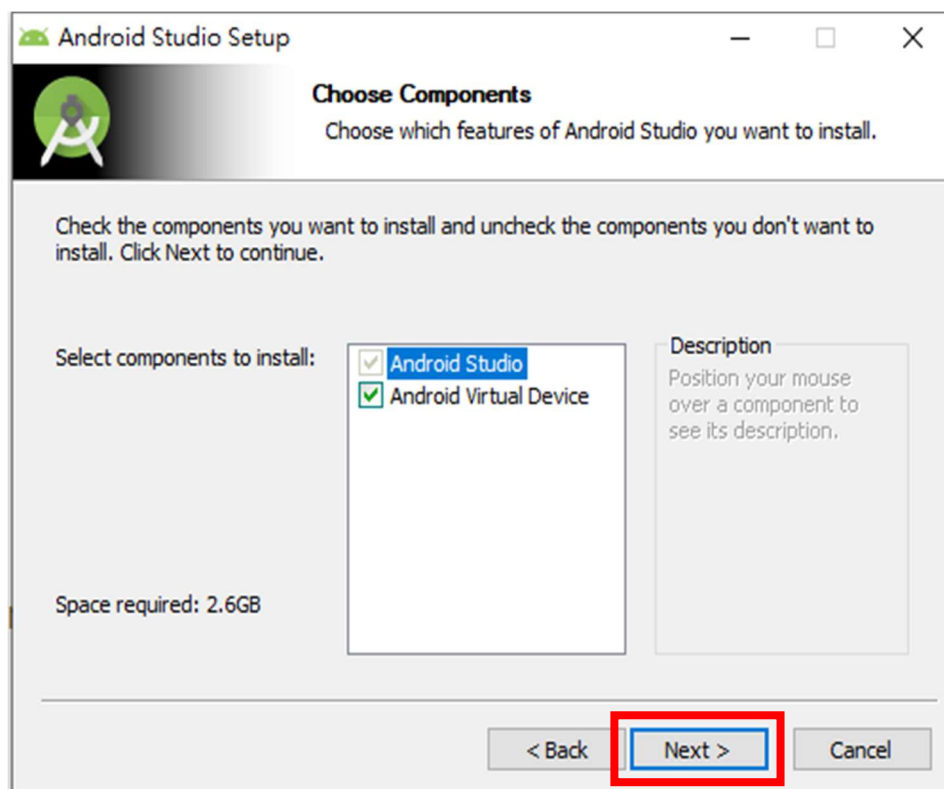 Android Studio Setup
Choose Components
Choose which features of Android Studio you want to install.
Check the components you want to install and uncheck the components you don't want to
install. Click Next to continue.
Select components to install:
Android Studio
Android Virtual Device
Description
Position your mouse
over a component to
see its description.
Space required: 2.6GB
< Back
Next >
Cancel